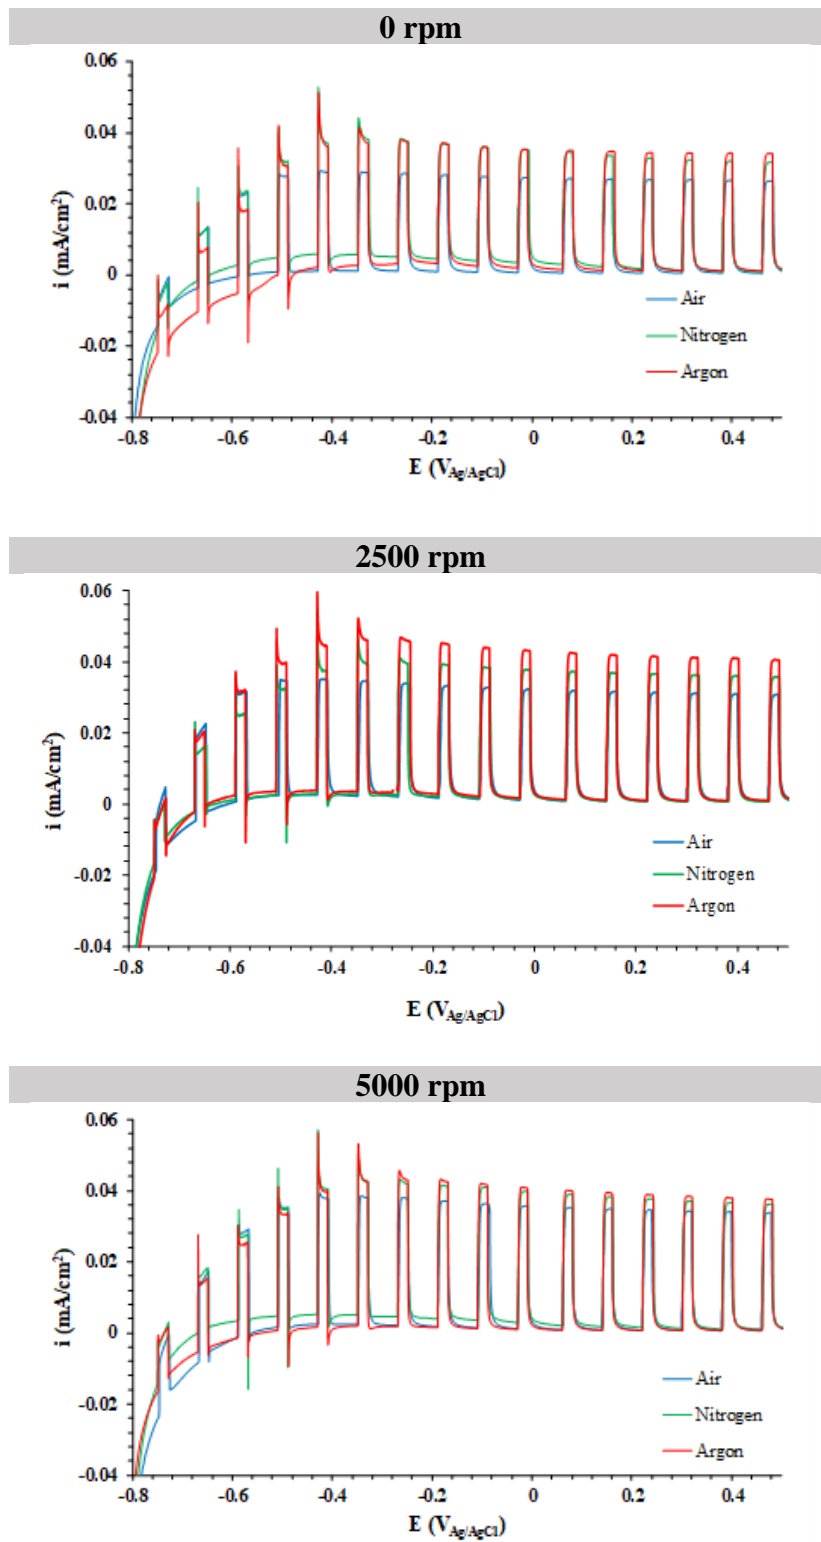 0 rpm
0.06
0.04
0.02
0
-0.02
-0.04
i (mA/cm²)
Air
Nitrogen
Argon
-0.8 -0.6 -0.4 -0.2 0 0.2 0.4
E (V_Ag/AgCl)
2500 rpm
0.06
0.04
0.02
0
-0.02
-0.04
i (mA/cm²)
Air
Nitrogen
Argon
-0.8 -0.6 -0.4 -0.2 0 0.2 0.4
E (V_Ag/AgCl)
5000 rpm
0.06
0.04
0.02
0
-0.02
-0.04
i (mA/cm²)
Air
Nitrogen
Argon
-0.8 -0.6 -0.4 -0.2 0 0.2 0.4
E (V_Ag/AgCl)